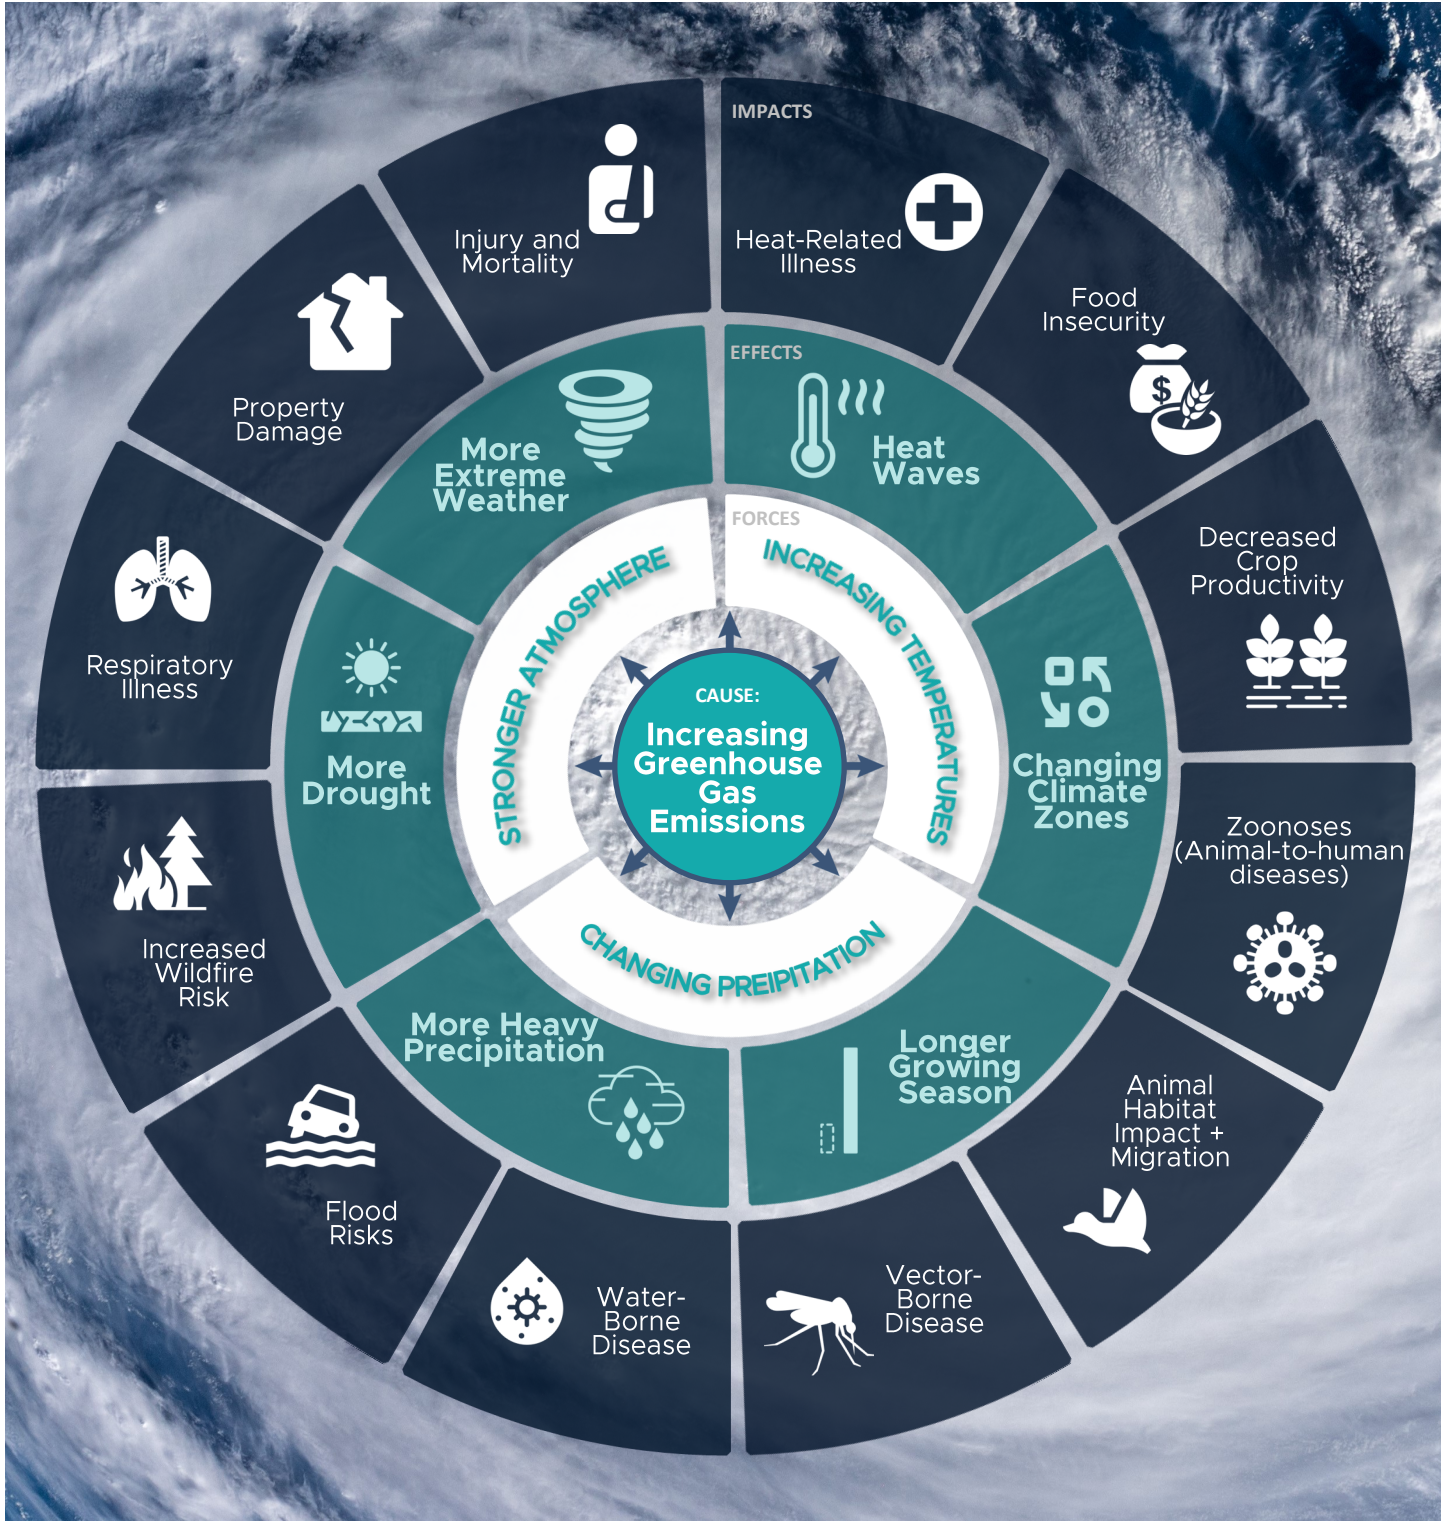 CAUSE:
Increasing
Greenhouse
Gas
Emissions
FORCES
INCREASING TEMPERATURES
CHANGING PREIPITATION
STRONGER ATMOSPHERE
EFFECTS
Heat
Waves
Changing
Climate
Zones
Longer
Growing
Season
More Heavy
Precipitation
More
Drought
More
Extreme
Weather
IMPACTS
Heat-Related
Illness
Food
Insecurity
$
Decreased
Crop
Productivity
Zoonoses
(Animal-to-human
diseases)
Animal
Habitat
Impact +
Migration
Vector-
Borne
Disease
Water-
Borne
Disease
Flood
Risks
Increased
Wildfire
Risk
Respiratory
Illness
Property
Damage
Injury and
Mortality